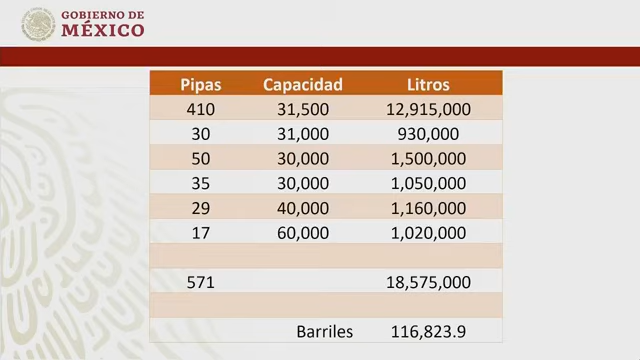 GOBIERNO DE
MÉXICO
Pipas Capacidad Litros
410 31,500 12,915,000
30 31,000 930,000
50 30,000 1,500,000
35 30,000 1,050,000
29 40,000 1,160,000
17 60,000 1,020,000
571 18,575,000
Barriles 116,823.9